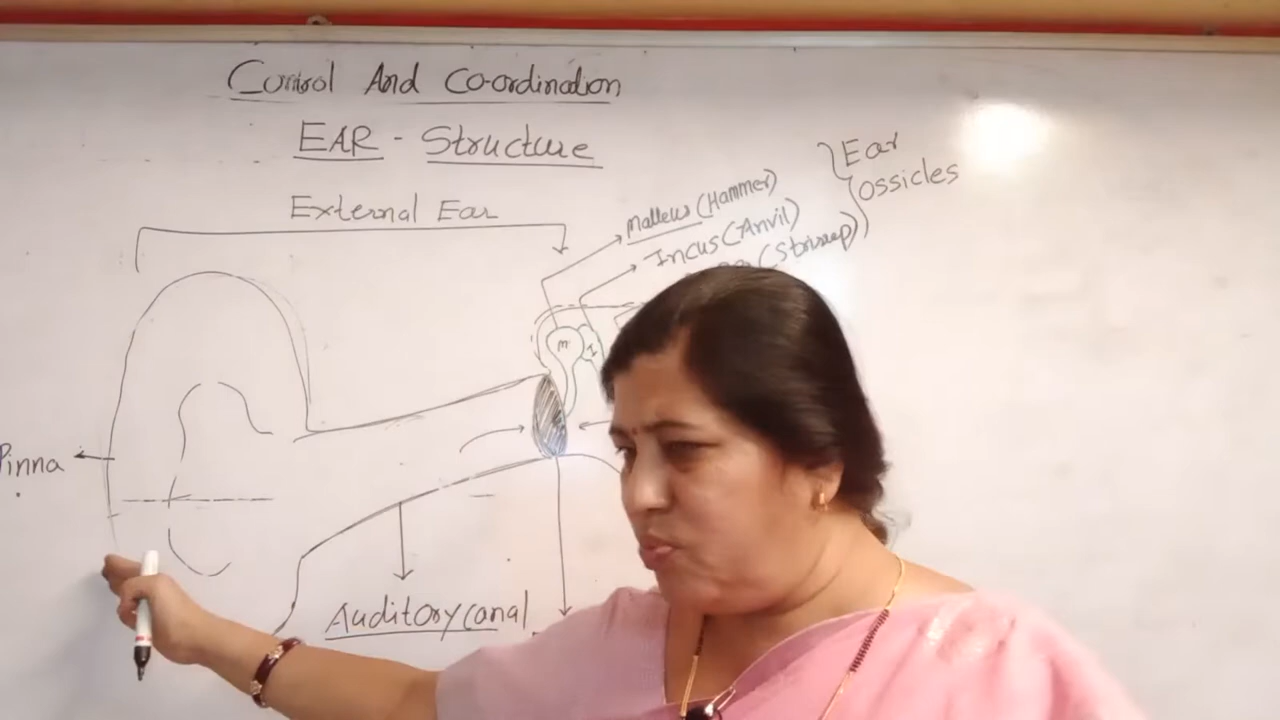 Control And Co-ordination
EAR - Structure
External Ear
Malleus (Hammer)
Incus (Anvil)
(Stirrup)
Ear
ossicles
m
I
Pinna
Auditory canal